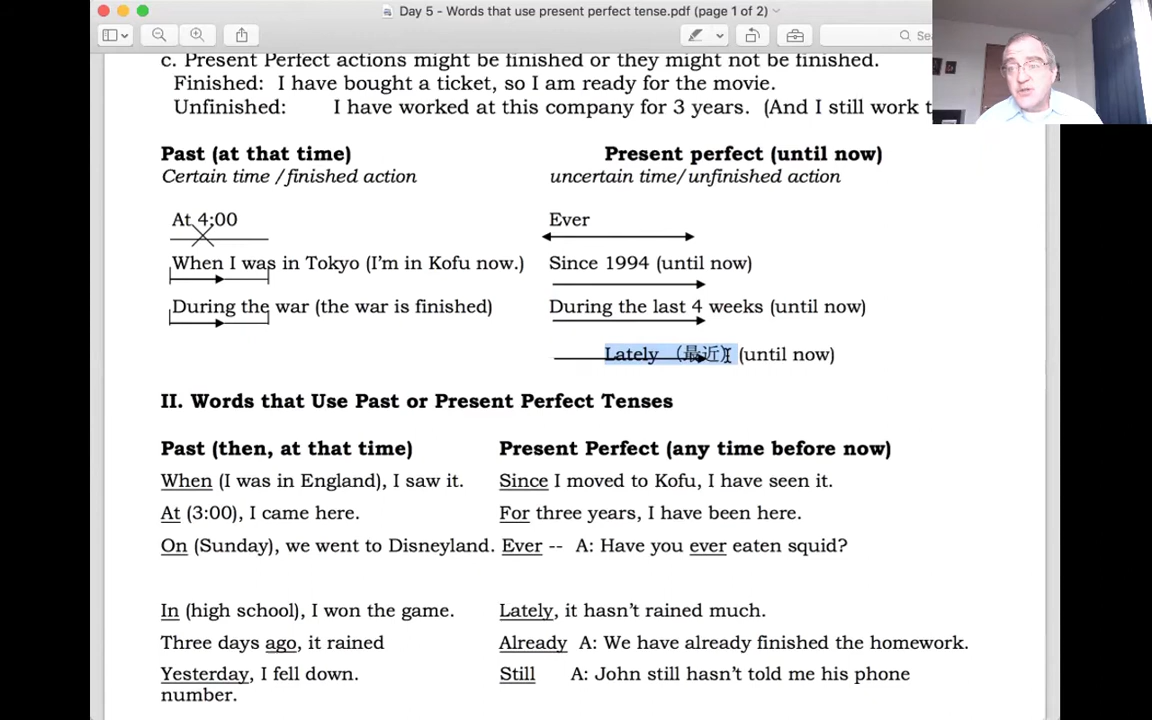 Day 5 - Words that use present perfect tense.pdf (page 1 of 2)
c. Present Perfect actions might be finished or they might not be finished.
Finished: I have bought a ticket, so I am ready for the movie.
Unfinished: I have worked at this company for 3 years. (And I still work
Past (at that time) Present perfect (until now)
Certain time /finished action uncertain time/unfinished action
At 4:00 Ever
When I was in Tokyo (I'm in Kofu now.) Since 1994 (until now)
During the war (the war is finished) During the last 4 weeks (until now)
Lately (最近) (until now)
II. Words that Use Past or Present Perfect Tenses
Past (then, at that time) Present Perfect (any time before now)
When (I was in England), I saw it. Since I moved to Kofu, I have seen it.
At (3:00), I came here. For three years, I have been here.
On (Sunday), we went to Disneyland. Ever -- A: Have you ever eaten squid?
In (high school), I won the game. Lately, it hasn't rained much.
Three days ago, it rained Already A: We have already finished the homework.
Yesterday, I fell down. Still A: John still hasn't told me his phone
number.